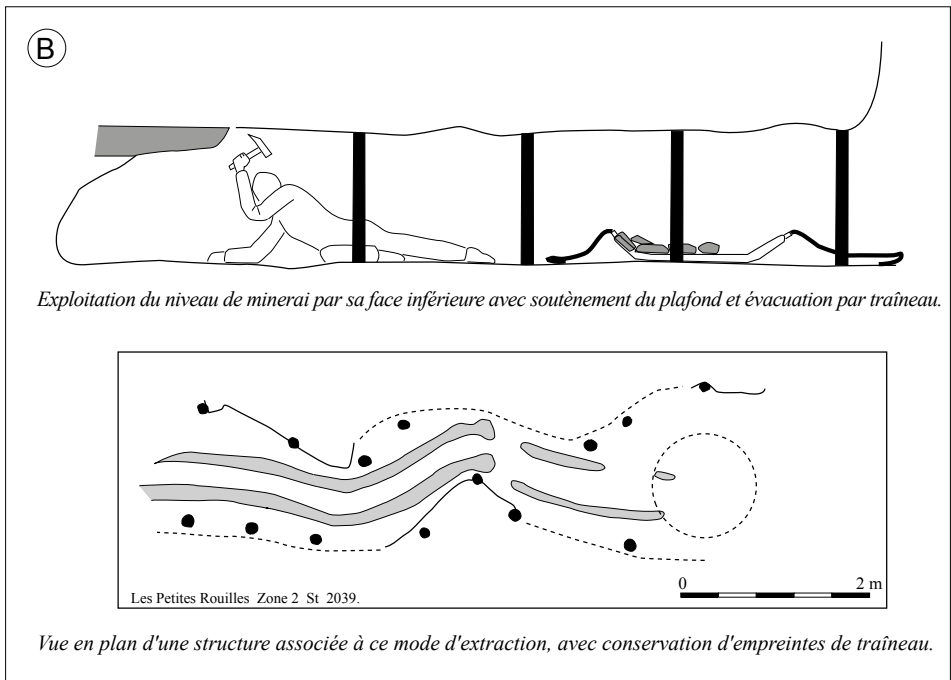 B
Exploitation du niveau de minerai par sa face inférieure avec soutènement du plafond et évacuation par traîneau.
Les Petites Rouilles Zone 2 St 2039.
0 2 m
Vue en plan d'une structure associée à ce mode d'extraction, avec conservation d'empreintes de traîneau.